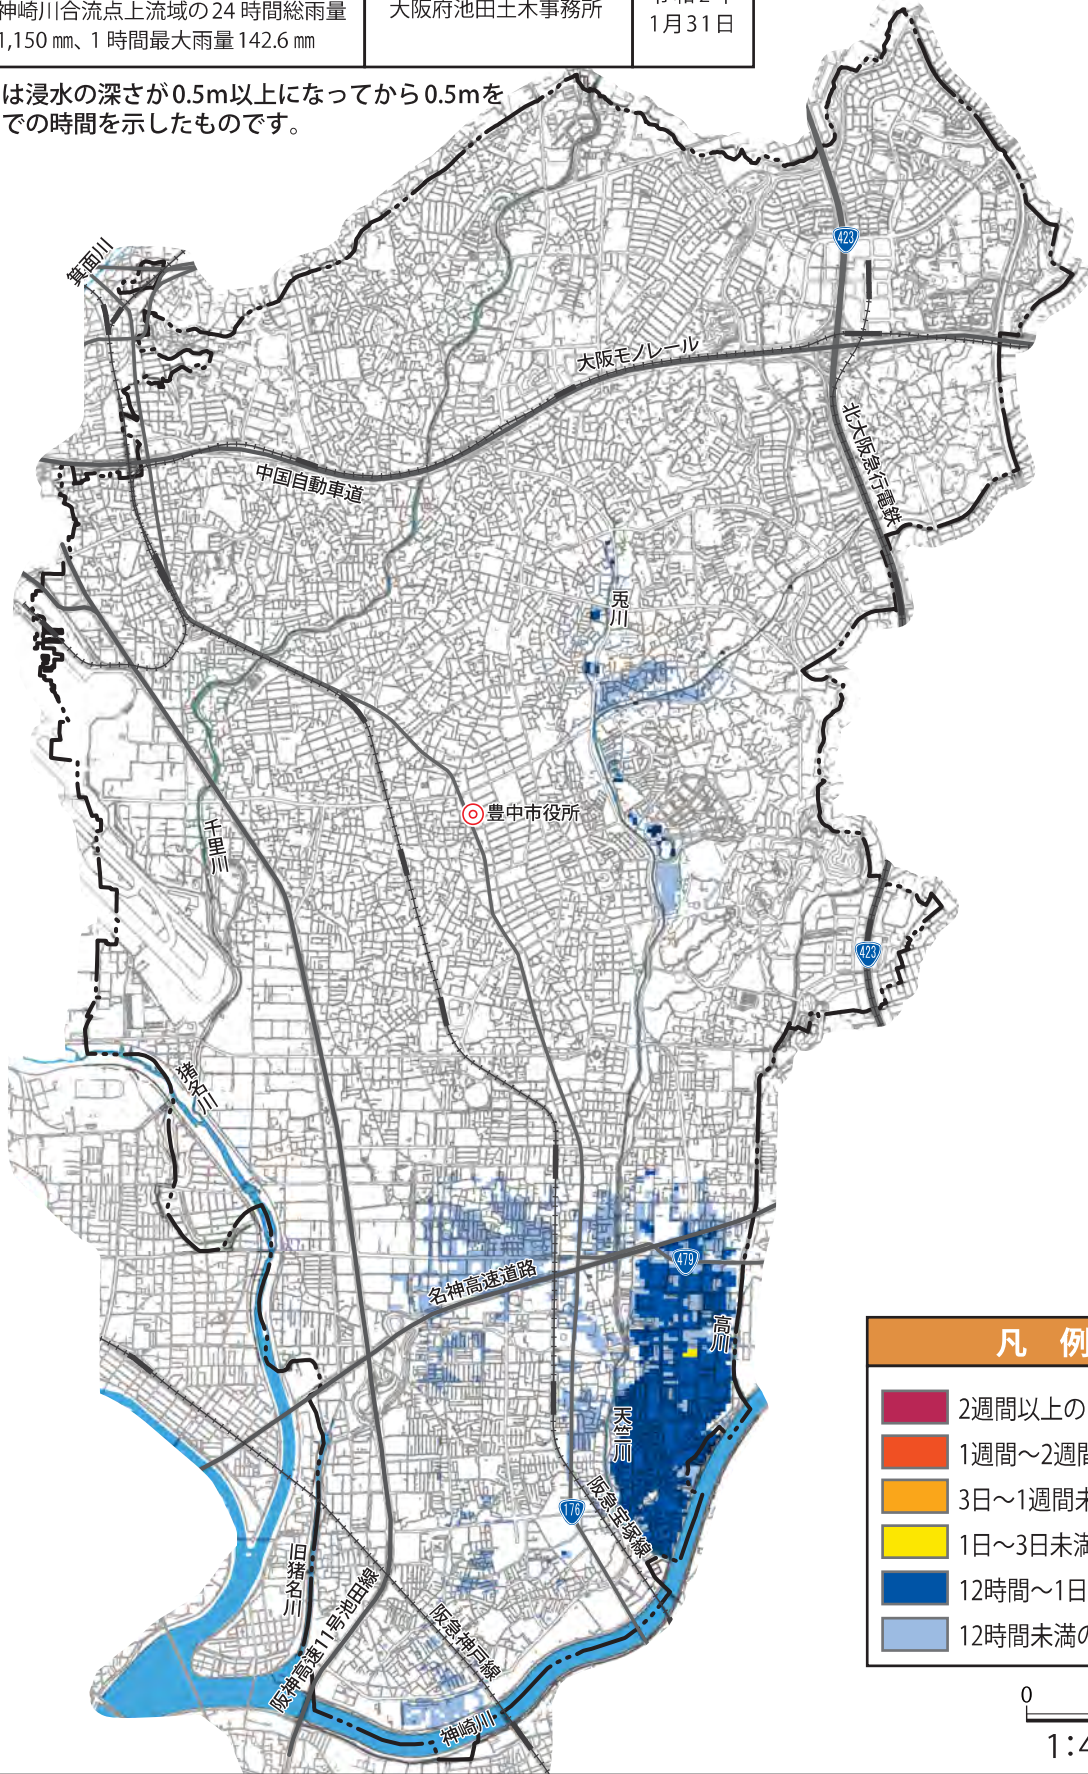 神崎川合流点上流域の24時間総雨量
1,150㎜、1時間最大雨量142.6㎜
大阪府池田土木事務所
1月31日
は浸水の深さが0.5m以上になってから0.5mを
での時間を示したものです。
423
箕面川
大阪モノレール
中国自動車道
北大阪急行電鉄
兎川
豊中市役所
千里川
423
猪名川
479
名神高速道路
高川
天竺川
176
阪急宝塚線
旧猪名川
阪神高速11号池田線
阪急神戸線
神崎川
凡 例
2週間以上の
1週間～2週間
3日～1週間未
1日～3日未満
12時間～1日
12時間未満の
0
1：4